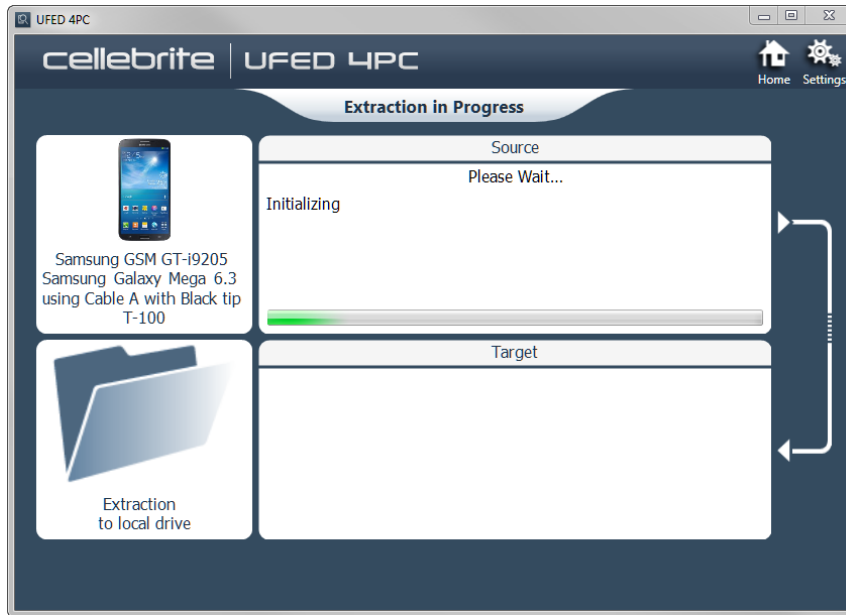 UFED 4PC
cellebrite UFED 4PC
Home Settings
Extraction in Progress
Source
Please Wait...
Initializing
Samsung GSM GT-i9205
Samsung Galaxy Mega 6.3
using Cable A with Black tip
T-100
Target
Extraction
to local drive